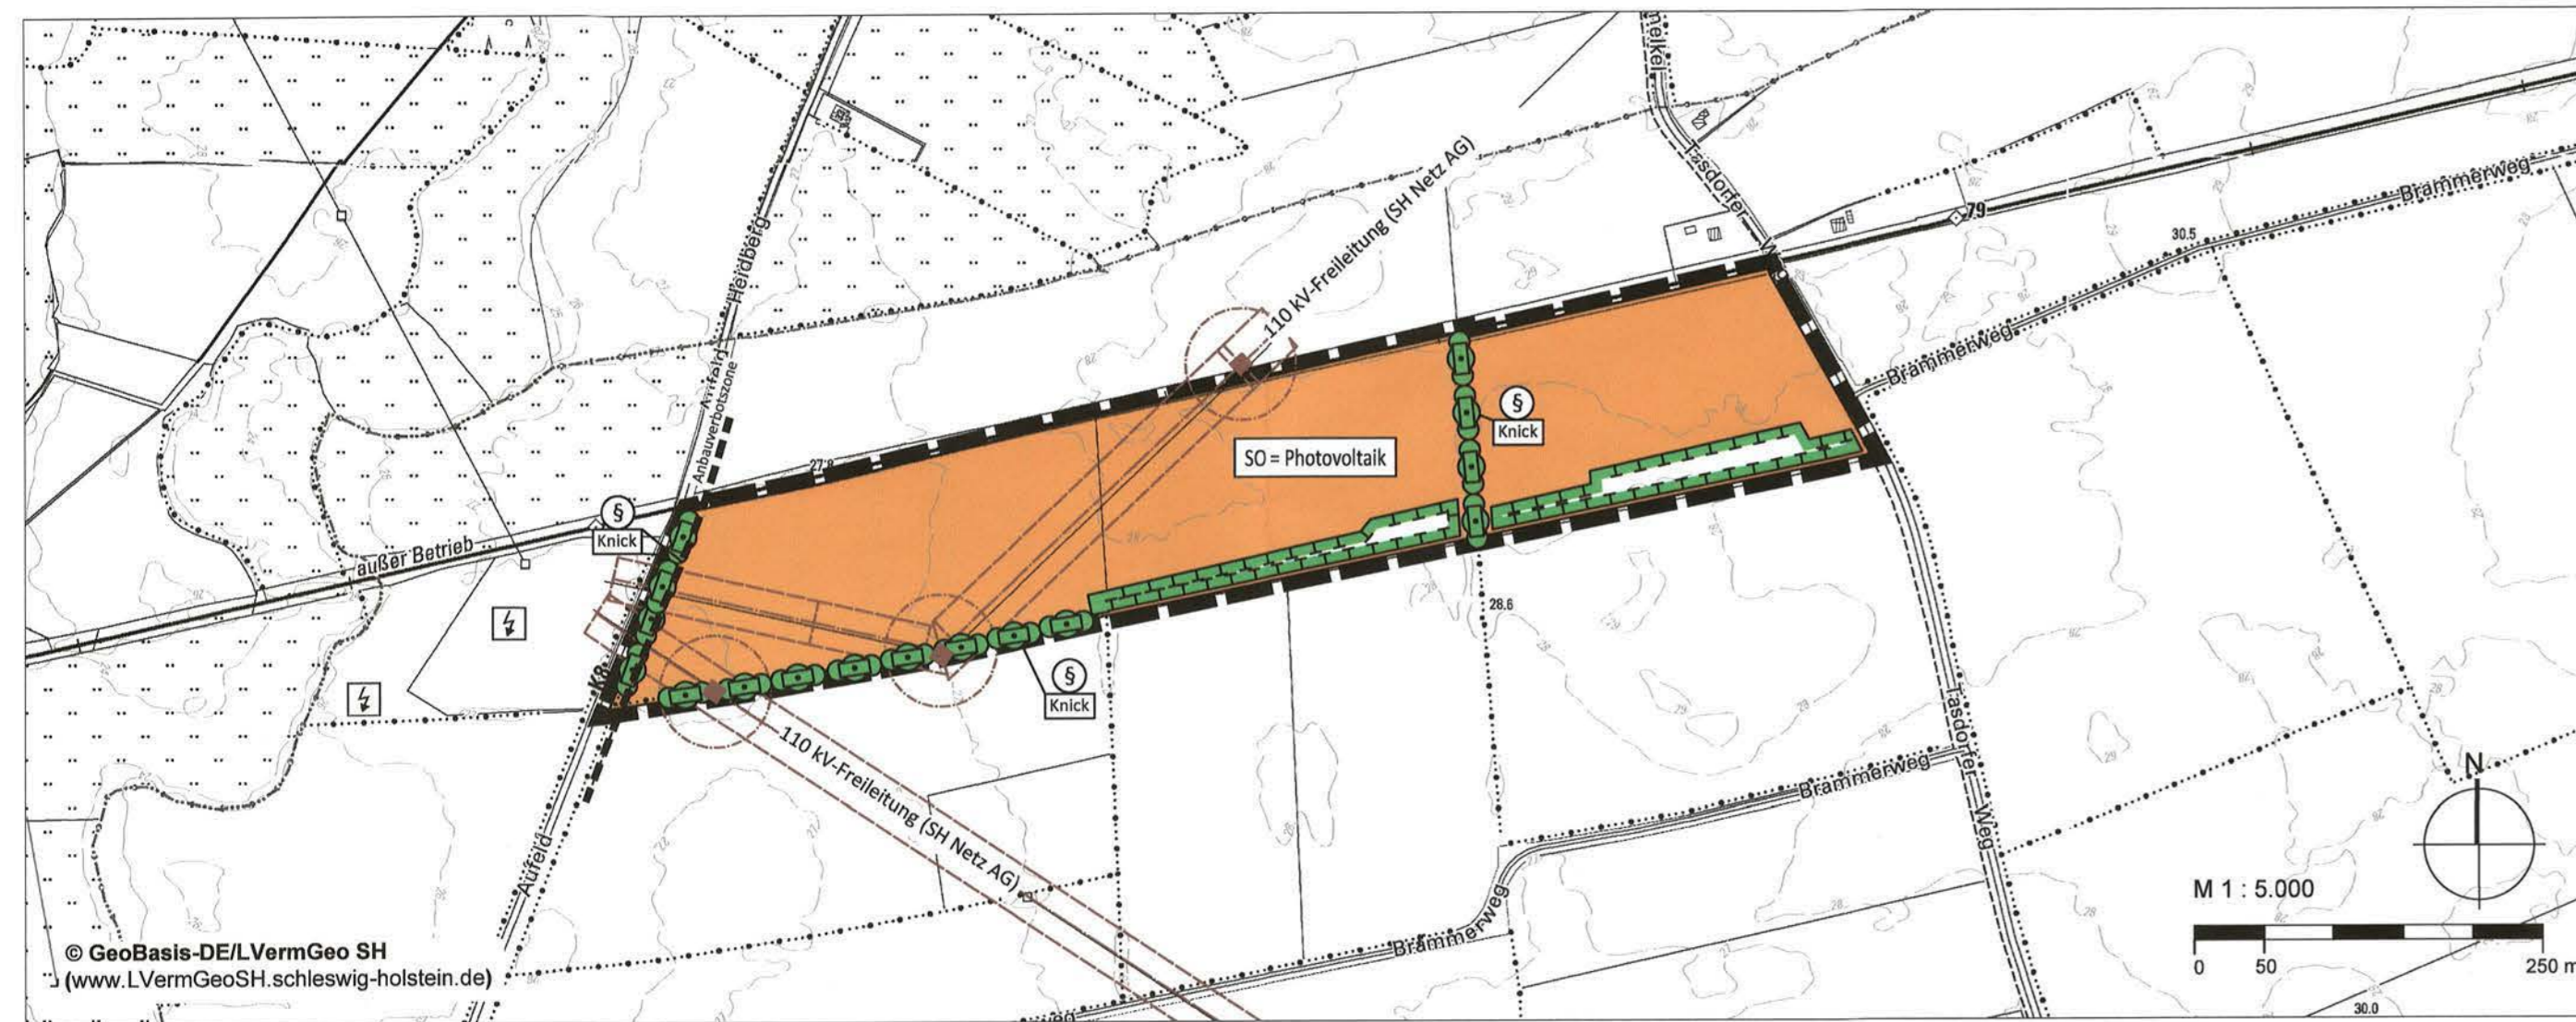 Heidberg
Anbauverbotszone
110 kV-Freileitung (SH Netz AG)
Tasdorfer
79
Brammerweg
30.5
Brammerweg
27.8
SO = Photovoltaik
§
Knick
§
Knick
außer Betrieb
28.6
§
Knick
110 kV-Freileitung (SH Netz AG)
Aufeld
Tasdorfer Weg
Brammerweg
Brammerweg
N
M 1 : 5.000
0 50 250 m
30.0
© GeoBasis-DE/LVermGeo SH
(www.LVermGeoSH.schleswig-holstein.de)